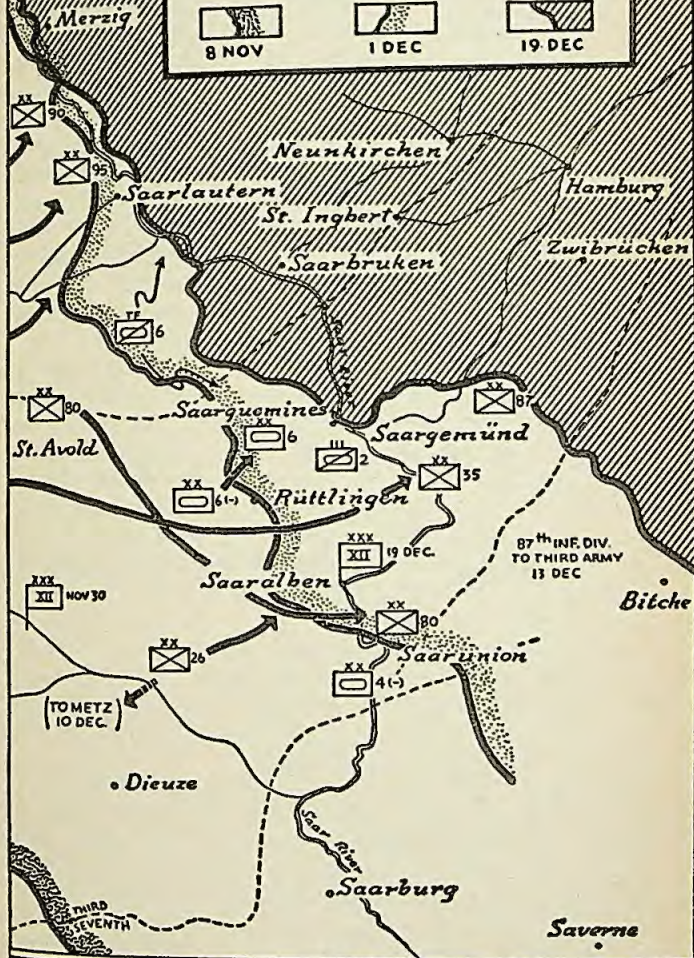 Merzig
8 NOV
1 DEC
19 DEC
XX
90
XX
95
Neunkirchen
Hamburg
Saarlautern
St. Ingbert
Zwibrücken
Saarbruken
TF
6
Saar River
XX
80
XX
87
Saarguemines
XX
6
Saargemünd
St. Avold
III
2
XX
35
XX
6(-)
Rüttlingen
XXX
XII
19 DEC.
87th INF. DIV.
TO THIRD ARMY
13 DEC
Saaralben
XXX
XII
NOV 30
Bitche
XX
80
XX
26
Saarunion
XX
4(-)
(TO METZ
10 DEC.)
Dieuze
Saar River
Saarburg
THIRD
SEVENTH
Saverne